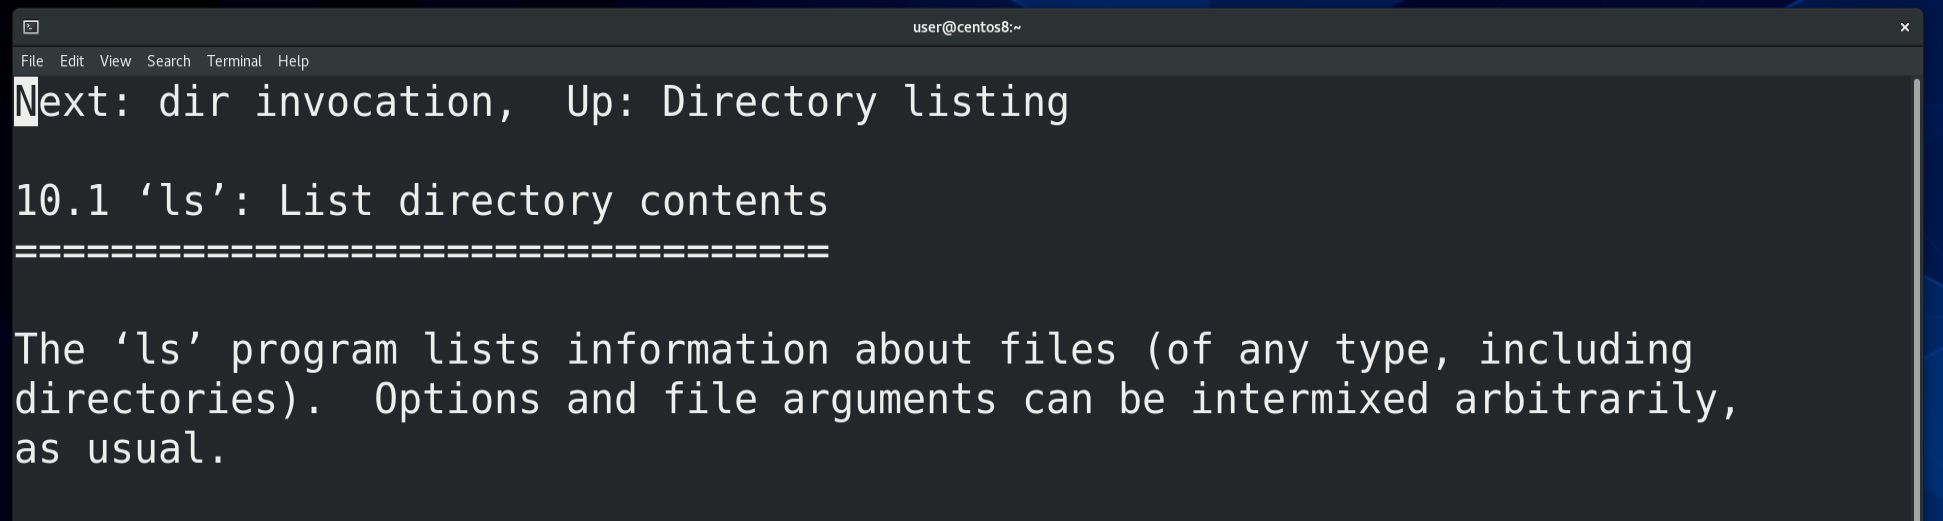 user@centos8:~
×
File Edit View Search Terminal Help
Next: dir invocation,  Up: Directory listing
10.1 ‘ls’: List directory contents
==================================
The ‘ls’ program lists information about files (of any type, including
directories).  Options and file arguments can be intermixed arbitrarily,
as usual.